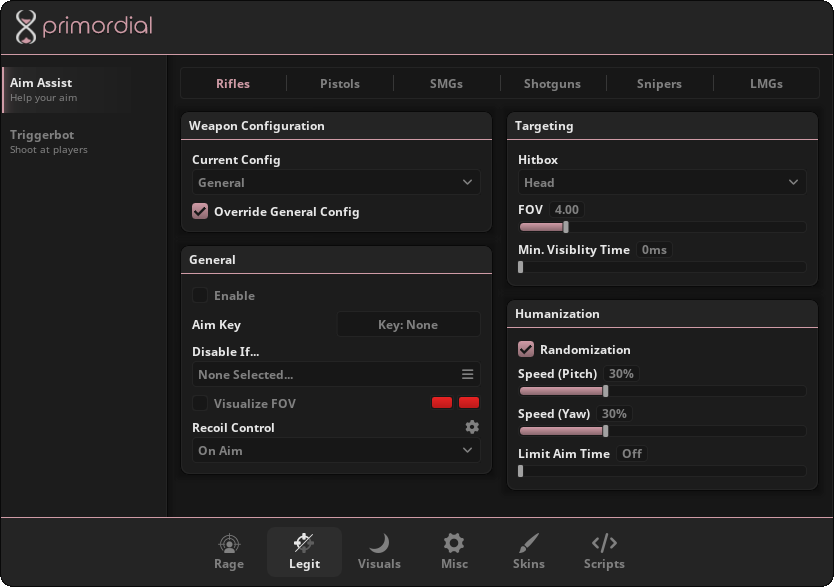 primordial
Aim Assist
Help your aim
Triggerbot
Shoot at players
Rifles
Pistols
SMGs
Shotguns
Snipers
LMGs
Weapon Configuration
Current Config
General
Override General Config
General
Enable
Aim Key
Key: None
Disable If...
None Selected...
Visualize FOV
Recoil Control
On Aim
Targeting
Hitbox
Head
FOV 4.00
Min. Visiblity Time 0ms
Humanization
Randomization
Speed (Pitch) 30%
Speed (Yaw) 30%
Limit Aim Time Off
Rage
Legit
Visuals
Misc
Skins
Scripts